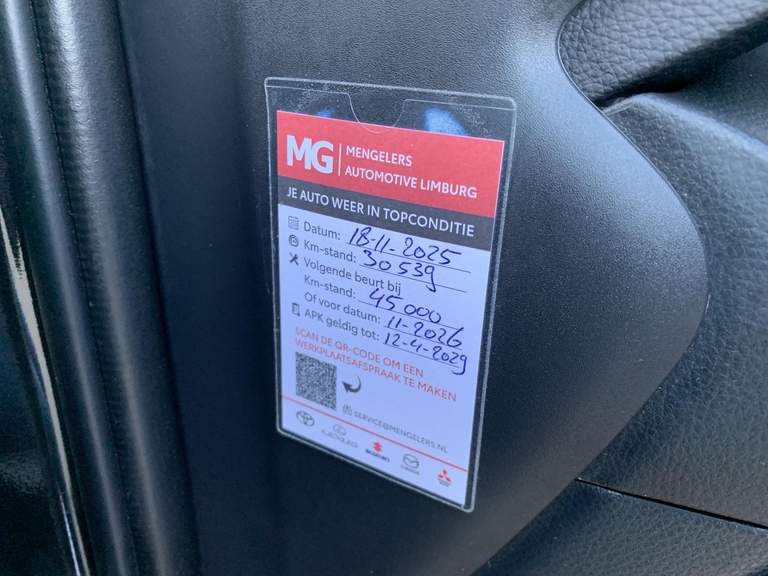 MG MENGELERS
AUTOMOTIVE LIMBURG
JE AUTO WEER IN TOPCONDITIE
Datum: 18-11-2025
Km-stand: 30539
Volgende beurt bij
Km-stand: 45000
Of voor datum: 11-2026
APK geldig tot: 12-4-2029
SCAN DE QR-CODE OM EEN
WERKPLAATSAFSPRAAK TE MAKEN
SERVICE@MENGELERS.NL
SUZUKI